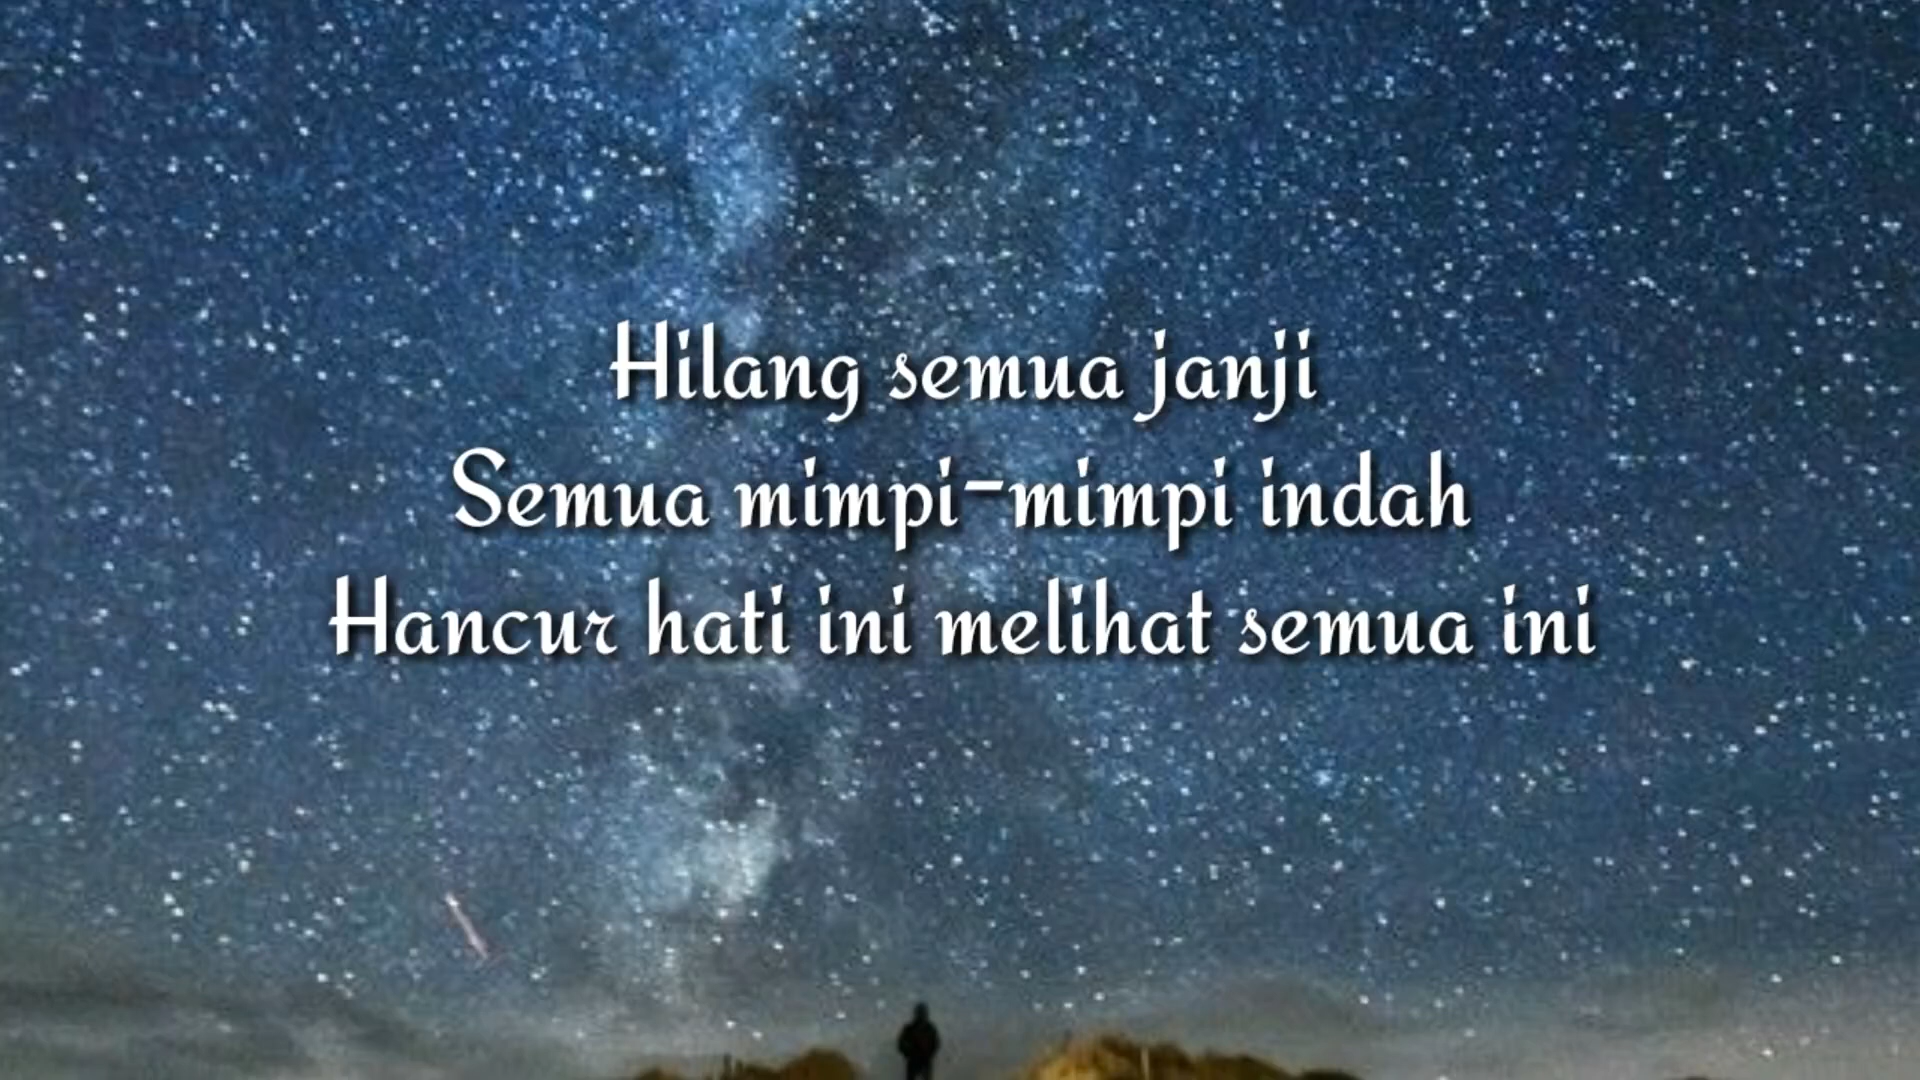 Hilang semua janji
Semua mimpi-mimpi indah
Hancur hati ini melihat semua ini